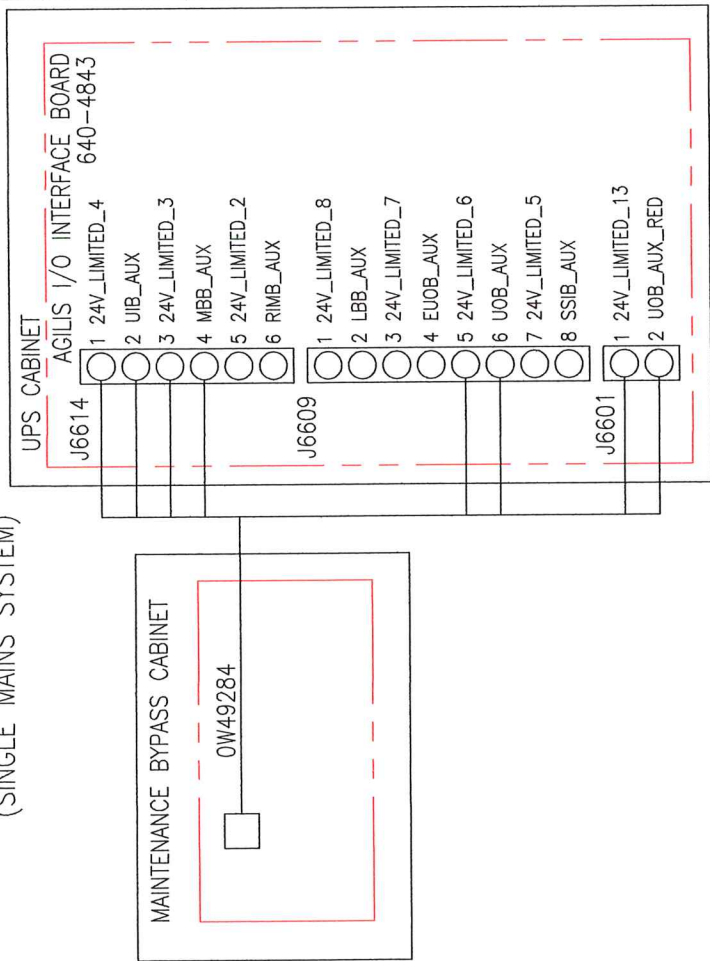 (SINGLE MAINS SYSTEM)
UPS CABINET
AGILIS I/O INTERFACE BOARD
640-4843
J6614
1 24V_LIMITED_4
2 UIB_AUX
3 24V_LIMITED_3
4 MBB_AUX
5 24V_LIMITED_2
6 RIMB_AUX
J6609
1 24V_LIMITED_8
2 LBB_AUX
3 24V_LIMITED_7
4 EUOB_AUX
5 24V_LIMITED_6
6 UOB_AUX
7 24V_LIMITED_5
8 SSIB_AUX
J6601
1 24V_LIMITED_13
2 UOB_AUX_RED
MAINTENANCE BYPASS CABINET
0W49284